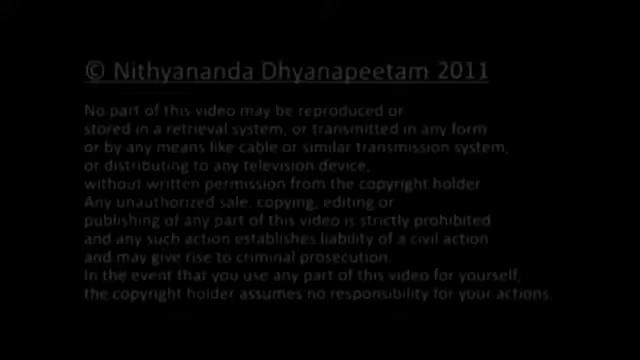 © Nithyananda Dhyanapeetam 2011
No part of this video may be reproduced or
stored in a retrieval system, or transmitted in any form
or by any means like cable or similar transmission system,
or distributing to any television device,
without written permission from the copyright holder
Any unauthorized sale, copying, editing or
publishing of any part of this video is strictly prohibited
and any such action establishes liability of a civil action
and may give rise to criminal prosecution.
In the event that you use any part of this video for yourself,
the copyright holder assumes no responsibility for your actions.